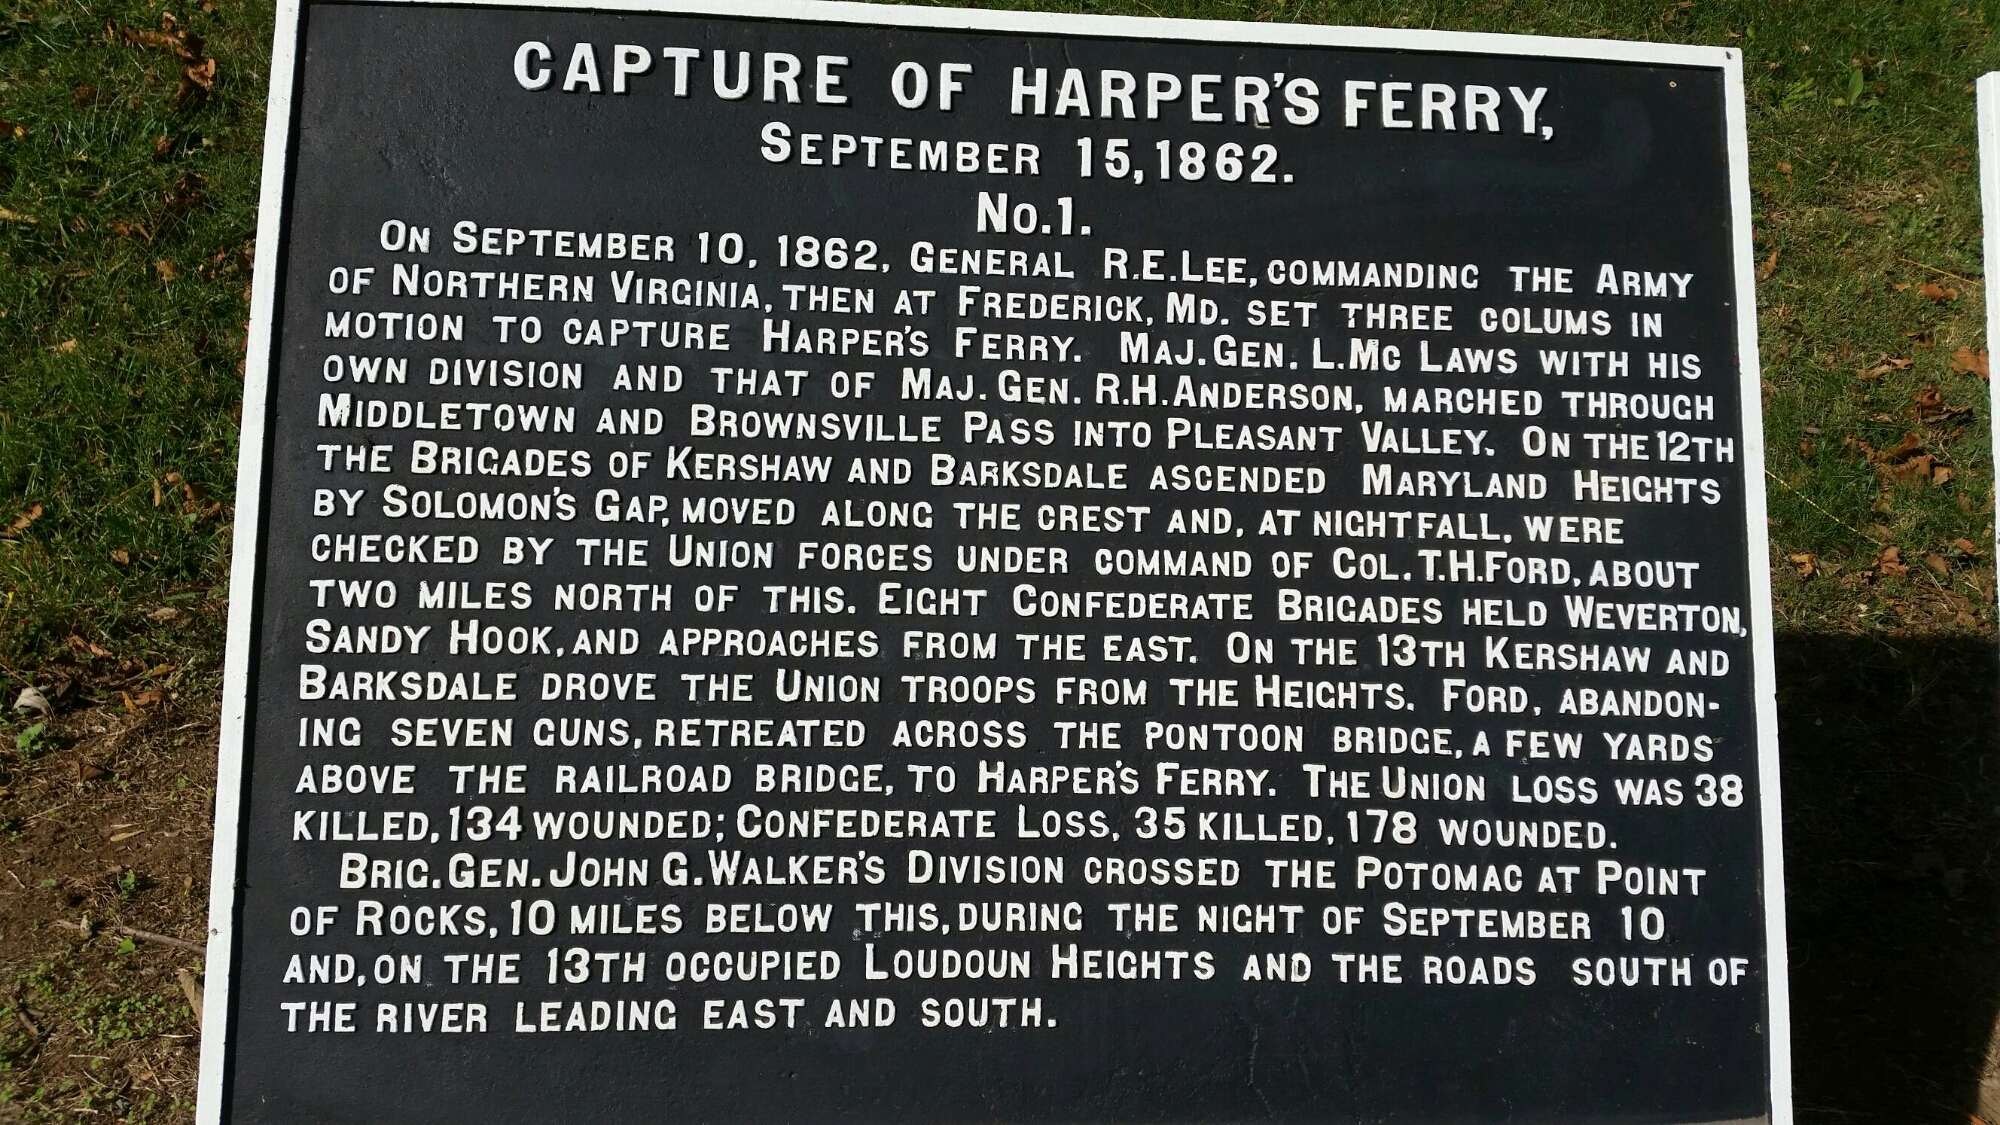 CAPTURE OF HARPER'S FERRY,
SEPTEMBER 15, 1862.
No. 1.
ON SEPTEMBER 10, 1862, GENERAL R.E. LEE, COMMANDING THE ARMY
OF NORTHERN VIRGINIA, THEN AT FREDERICK, MD. SET THREE COLUMS IN
MOTION TO CAPTURE HARPER'S FERRY. MAJ. GEN. L. MC LAWS WITH HIS
OWN DIVISION AND THAT OF MAJ. GEN. R.H. ANDERSON, MARCHED THROUGH
MIDDLETOWN AND BROWNSVILLE PASS INTO PLEASANT VALLEY. ON THE 12TH
THE BRIGADES OF KERSHAW AND BARKSDALE ASCENDED MARYLAND HEIGHTS
BY SOLOMON'S GAP, MOVED ALONG THE CREST AND, AT NIGHTFALL, WERE
CHECKED BY THE UNION FORCES UNDER COMMAND OF COL. T.H. FORD, ABOUT
TWO MILES NORTH OF THIS. EIGHT CONFEDERATE BRIGADES HELD WEVERTON,
SANDY HOOK, AND APPROACHES FROM THE EAST. ON THE 13TH KERSHAW AND
BARKSDALE DROVE THE UNION TROOPS FROM THE HEIGHTS. FORD, ABANDON-
ING SEVEN GUNS, RETREATED ACROSS THE PONTOON BRIDGE, A FEW YARDS
ABOVE THE RAILROAD BRIDGE, TO HARPER'S FERRY. THE UNION LOSS WAS 38
KILLED, 134 WOUNDED; CONFEDERATE LOSS, 35 KILLED, 178 WOUNDED.
BRIG. GEN. JOHN G. WALKER'S DIVISION CROSSED THE POTOMAC AT POINT
OF ROCKS, 10 MILES BELOW THIS, DURING THE NIGHT OF SEPTEMBER 10
AND, ON THE 13TH OCCUPIED LOUDOUN HEIGHTS AND THE ROADS SOUTH OF
THE RIVER LEADING EAST AND SOUTH.